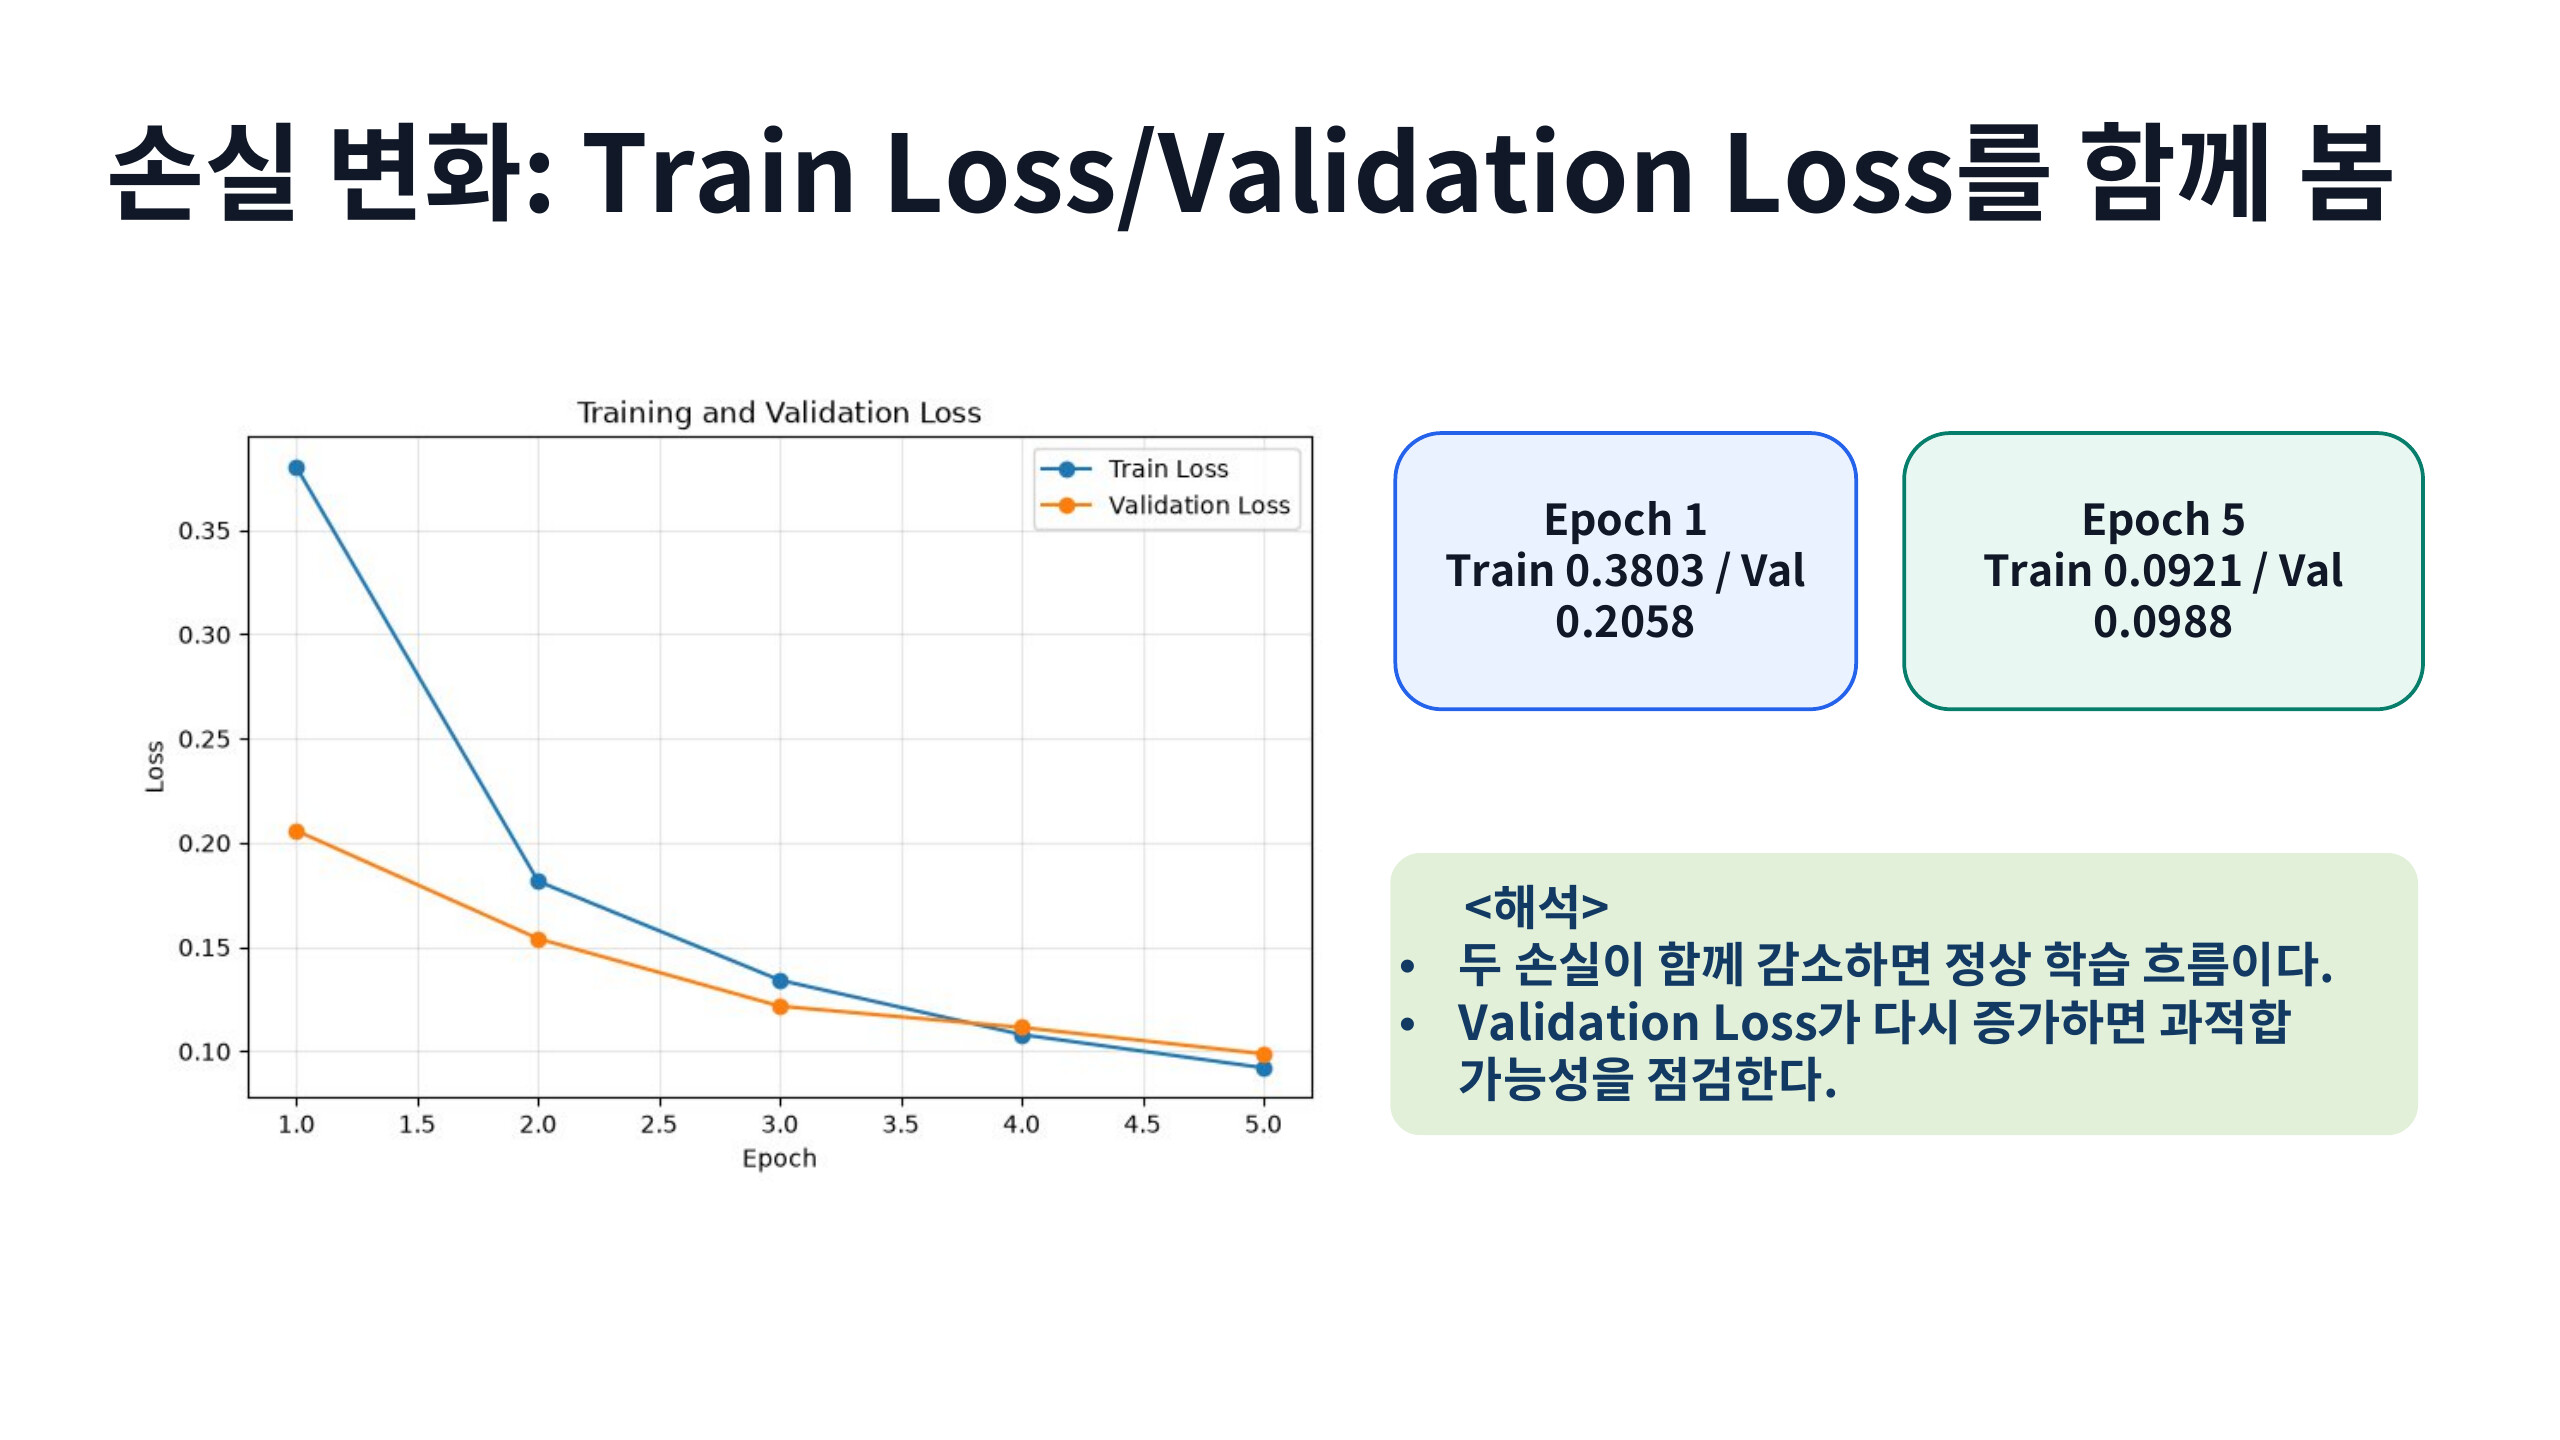 손실 변화: Train Loss/Validation Loss를 함께 봄
Training and Validation Loss
Train Loss
Validation Loss
0.35
0.30
0.25
0.20
0.15
0.10
Loss
1.0 1.5 2.0 2.5 3.0 3.5 4.0 4.5 5.0
Epoch
Epoch 1
Train 0.3803 / Val
0.2058
Epoch 5
Train 0.0921 / Val
0.0988
<해석>
• 두 손실이 함께 감소하면 정상 학습 흐름이다.
• Validation Loss가 다시 증가하면 과적합
가능성을 점검한다.